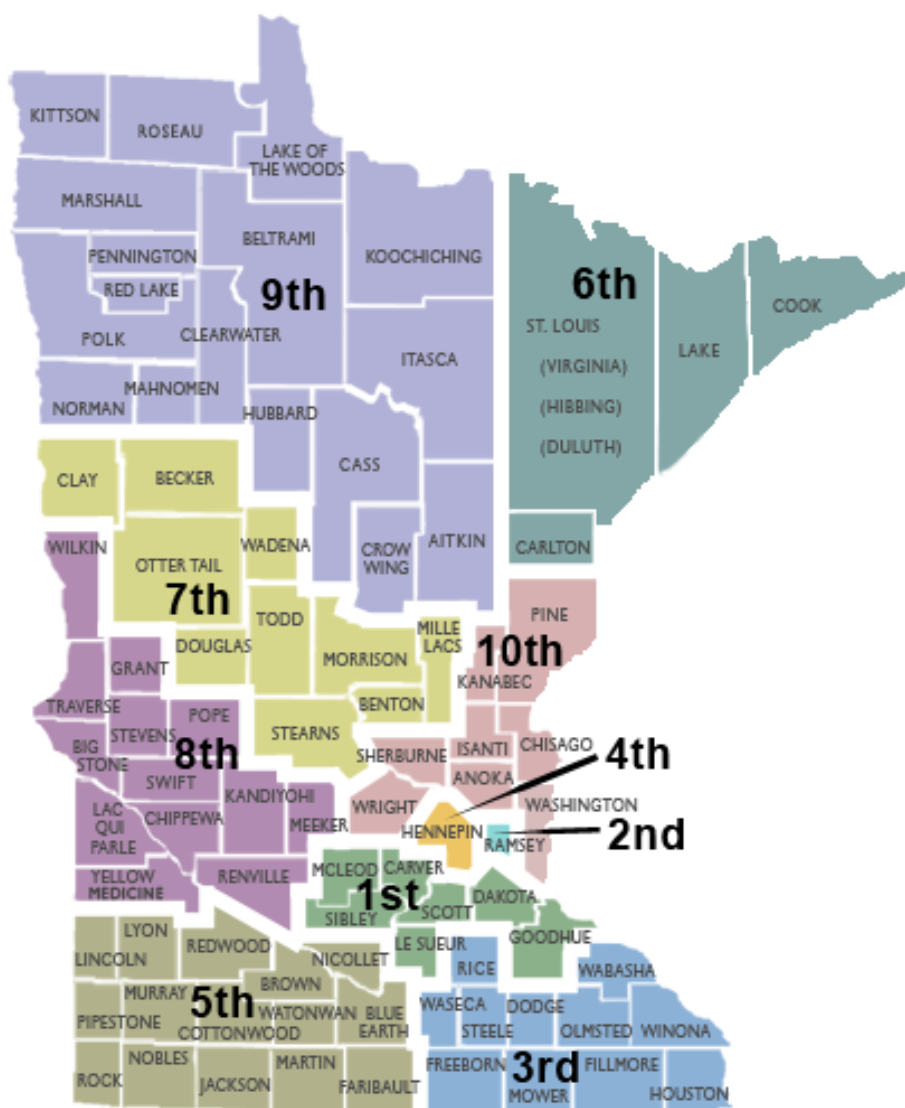 KITTSON
ROSEAU
LAKE OF
THE WOODS
MARSHALL
BELTRAMI
KOOCHICHING
PENNINGTON
RED LAKE
9th
6th
COOK
POLK
CLEARWATER
ST. LOUIS
LAKE
(VIRGINIA)
ITASCA
MAHNOMEN
NORMAN
HUBBARD
(HIBBING)
(DULUTH)
CLAY
BECKER
CASS
WILKIN
WADENA
AITKIN
CROW
WING
CARLTON
OTTER TAIL
7th
TODD
PINE
DOUGLAS
MILLE
LACS
10th
GRANT
MORRISON
KANABEC
TRAVERSE
BENTON
POPE
STEVENS
STEARNS
8th
BIG
STONE
SHERBURNE
ISANTI
CHISAGO
4th
SWIFT
ANOKA
KANDIYOHI
WRIGHT
WASHINGTON
LAC
QUI
PARLE
CHIPPEWA
MEEKER
HENNEPIN
RAMSEY
2nd
YELLOW
MEDICINE
RENVILLE
MCLEOD
CARVER
1st
DAKOTA
SIBLEY
SCOTT
LYON
REDWOOD
LE SUEUR
GOODHUE
LINCOLN
NICOLLET
RICE
WABASHA
BROWN
MURRAY
5th
WATONWAN
BLUE
EARTH
WASECA
DODGE
PIPESTONE
COTTONWOOD
STEELE
OLMSTED
WINONA
NOBLES
MARTIN
FREEBORN
3rd
FILLMORE
ROCK
JACKSON
FARIBAULT
MOWER
HOUSTON